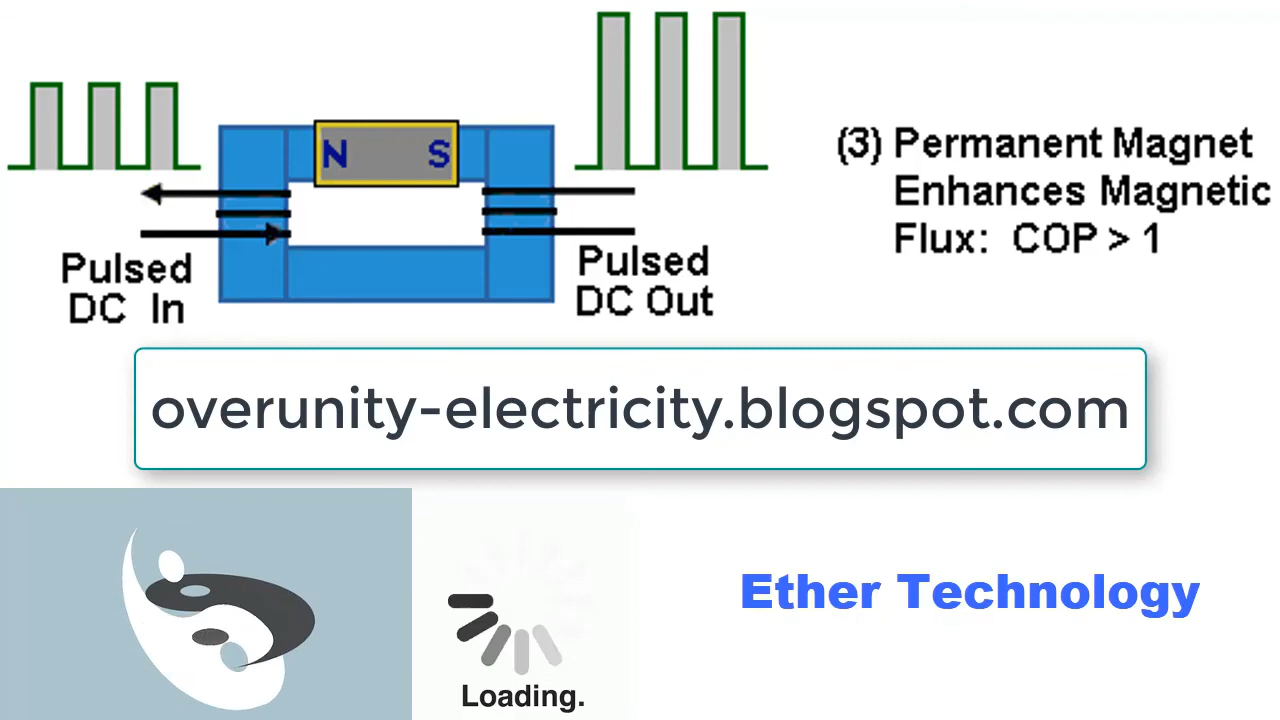 N S
(3) Permanent Magnet
Enhances Magnetic
Flux: COP > 1
Pulsed
DC In
Pulsed
DC Out
overunity-electricity.blogspot.com
Ether Technology
Loading.